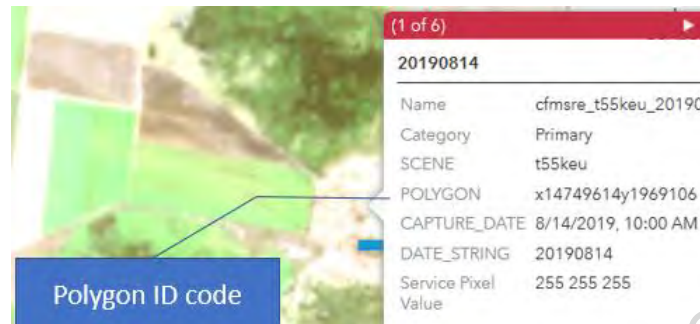 (1 of 6)
20190814
Name cfmsre_t55keu_20190
Category Primary
SCENE t55keu
POLYGON x14749614y1969106
CAPTURE_DATE 8/14/2019, 10:00 AM
DATE_STRING 20190814
Service Pixel 255 255 255
Value
Polygon ID code